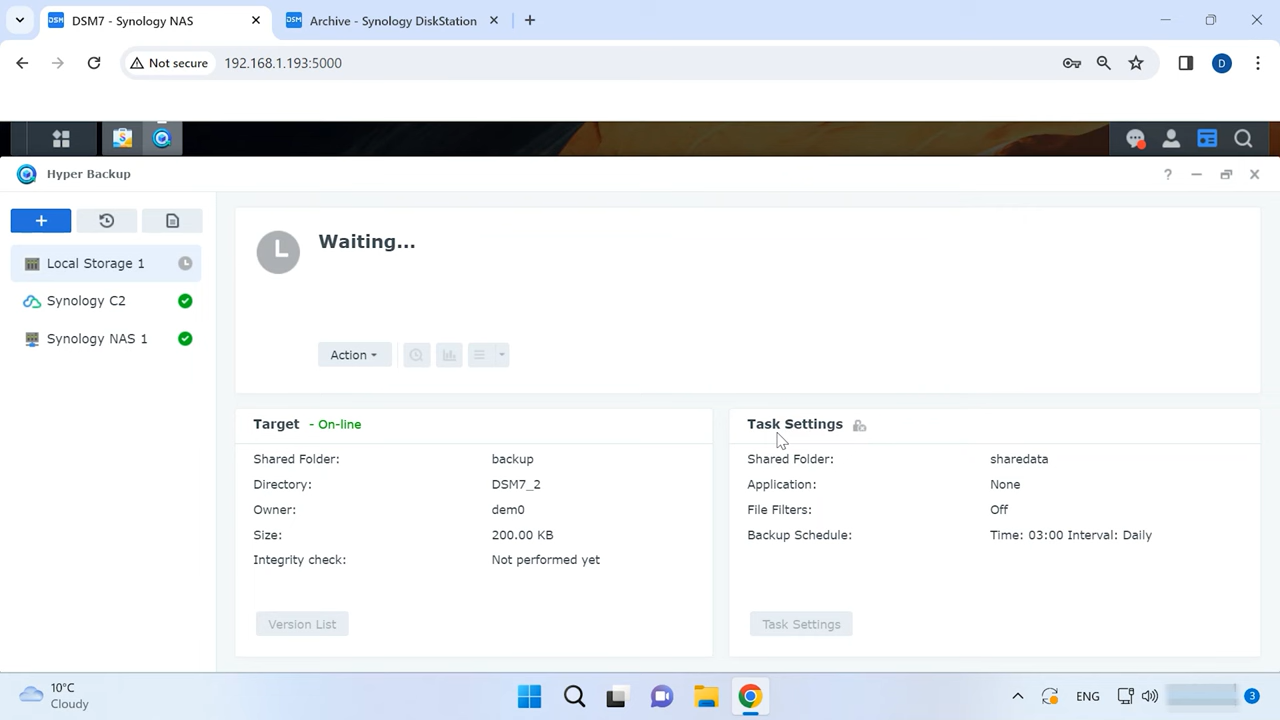 DSM7 - Synology NAS
Archive - Synology DiskStation
Not secure
192.168.1.193:5000
D
Hyper Backup
?
+
Local Storage 1
Synology C2
Synology NAS 1
Waiting...
Action
Target - On-line
Shared Folder: backup
Directory: DSM7_2
Owner: dem0
Size: 200.00 KB
Integrity check: Not performed yet
Version List
Task Settings
Shared Folder: sharedata
Application: None
File Filters: Off
Backup Schedule: Time: 03:00 Interval: Daily
Task Settings
10°C
Cloudy
ENG
3